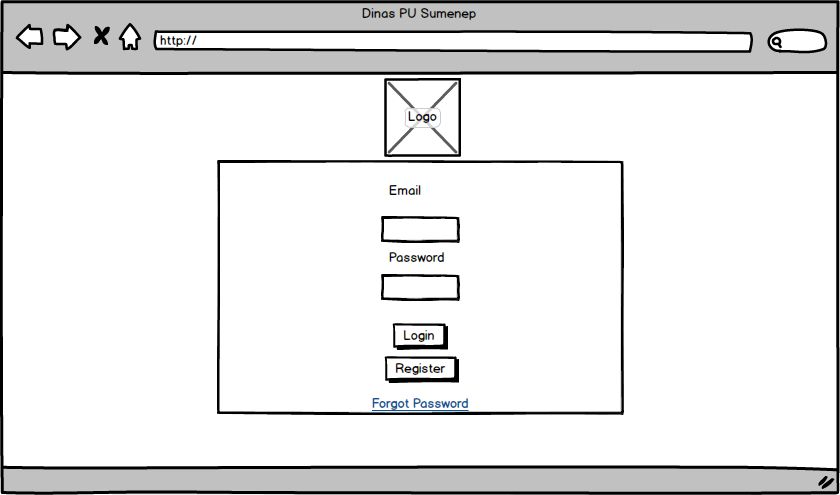 Dinas PU Sumenep
http://
Logo
Email
Password
Login
Register
Forgot Password